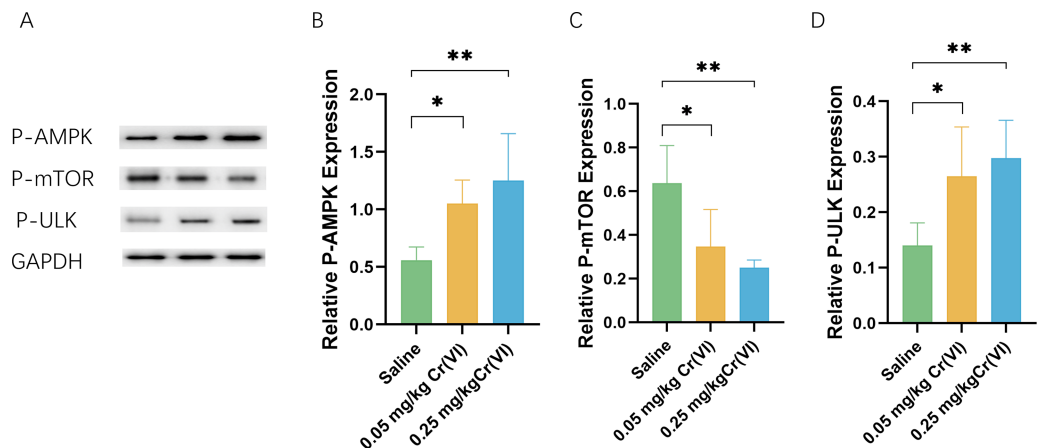 A
P-AMPK
P-mTOR
P-ULK
GAPDH
B
**
*
Relative P-AMPK Expression
2.0
1.5
1.0
0.5
0.0
Saline
0.05 mg/kg Cr(VI)
0.25 mg/kgCr(VI)
C
**
*
Relative P-mTOR Expression
1.0
0.8
0.6
0.4
0.2
0.0
Saline
0.05 mg/kg Cr(VI)
0.25 mg/kgCr(VI)
D
**
*
Relative P-ULK Expression
0.4
0.3
0.2
0.1
0.0
Saline
0.05 mg/kg Cr(VI)
0.25 mg/kgCr(VI)